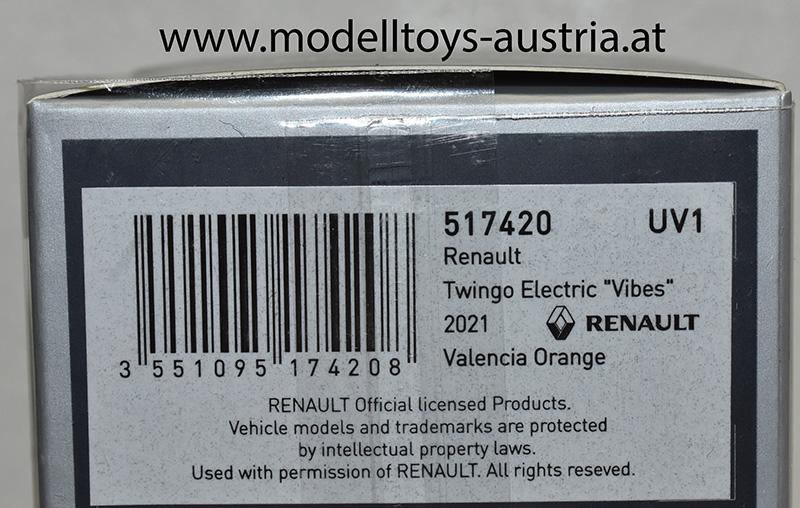 www.modelltoys-austria.at
517420 UV1
Renault
Twingo Electric "Vibes"
2021 RENAULT
Valencia Orange
3 551095 174208
RENAULT Official licensed Products.
Vehicle models and trademarks are protected
by intellectual property laws.
Used with permission of RENAULT. All rights reseved.